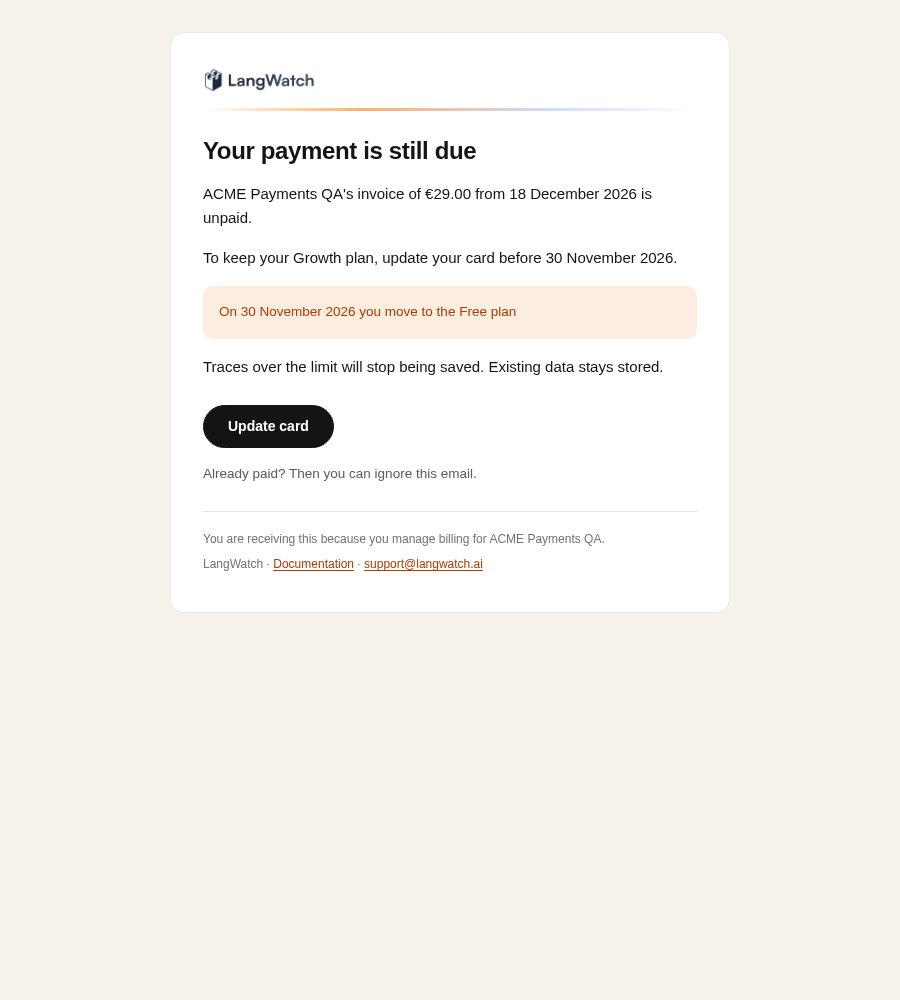 LangWatch
Your payment is still due
ACME Payments QA's invoice of €29.00 from 18 December 2026 is
unpaid.
To keep your Growth plan, update your card before 30 November 2026.
On 30 November 2026 you move to the Free plan
Traces over the limit will stop being saved. Existing data stays stored.
Update card
Already paid? Then you can ignore this email.
You are receiving this because you manage billing for ACME Payments QA.
LangWatch · Documentation · support@langwatch.ai